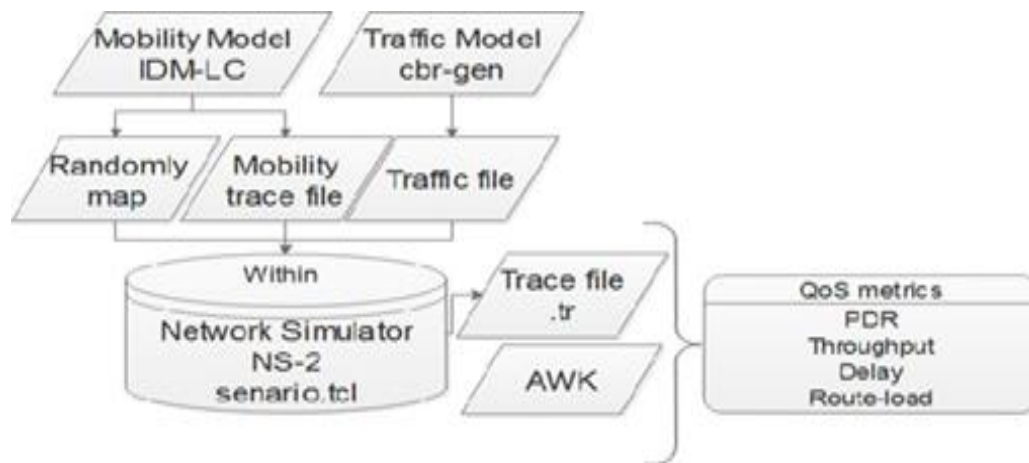 Mobility Model
IDM-LC
Traffic Model
cbr-gen
Randomly
map
Mobility
trace file
Traffic file
Within
Network Simulator
NS-2
senario.tcl
Trace file
.tr
AWK
QoS metrics
PDR
Throughput
Delay
Route-load